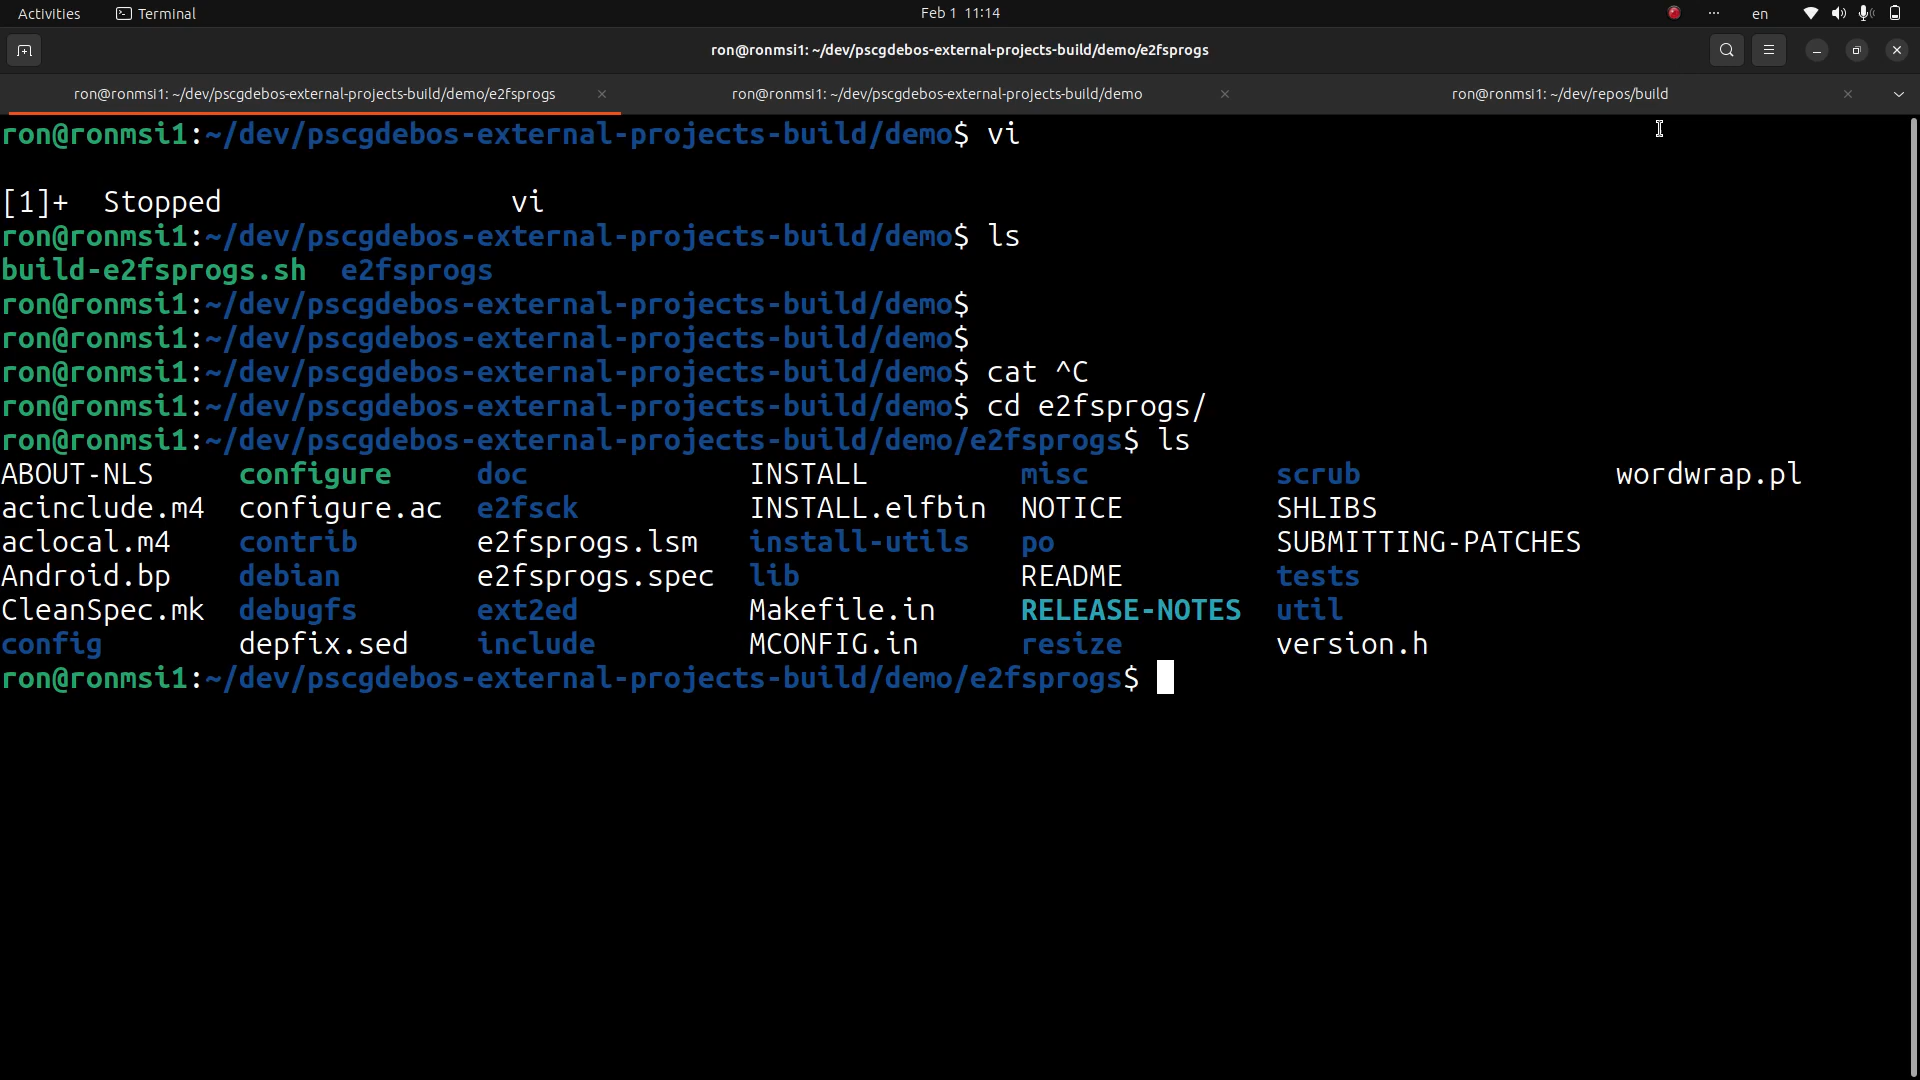 Activities Terminal Feb 1 11:14 en
ron@ronmsi1: ~/dev/pscgdebos-external-projects-build/demo/e2fsprogs
ron@ronmsi1: ~/dev/pscgdebos-external-projects-build/demo/e2fsprogs ron@ronmsi1: ~/dev/pscgdebos-external-projects-build/demo ron@ronmsi1: ~/dev/repos/build
ron@ronmsi1:~/dev/pscgdebos-external-projects-build/demo$ vi
[1]+  Stopped                 vi
ron@ronmsi1:~/dev/pscgdebos-external-projects-build/demo$ ls
build-e2fsprogs.sh  e2fsprogs
ron@ronmsi1:~/dev/pscgdebos-external-projects-build/demo$
ron@ronmsi1:~/dev/pscgdebos-external-projects-build/demo$
ron@ronmsi1:~/dev/pscgdebos-external-projects-build/demo$ cat ^C
ron@ronmsi1:~/dev/pscgdebos-external-projects-build/demo$ cd e2fsprogs/
ron@ronmsi1:~/dev/pscgdebos-external-projects-build/demo/e2fsprogs$ ls
ABOUT-NLS     configure     doc             INSTALL         misc           scrub               wordwrap.pl
acinclude.m4  configure.ac  e2fsck          INSTALL.elfbin  NOTICE         SHLIBS
aclocal.m4    contrib       e2fsprogs.lsm   install-utils   po             SUBMITTING-PATCHES
Android.bp    debian        e2fsprogs.spec  lib             README         tests
CleanSpec.mk  debugfs       ext2ed          Makefile.in     RELEASE-NOTES  util
config        depfix.sed    include         MCONFIG.in      resize         version.h
ron@ronmsi1:~/dev/pscgdebos-external-projects-build/demo/e2fsprogs$